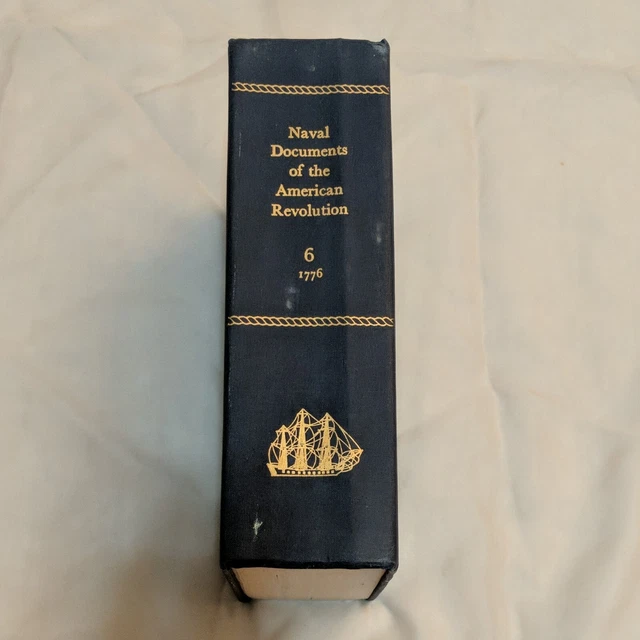 Naval
Documents
of the
American
Revolution
6
1776